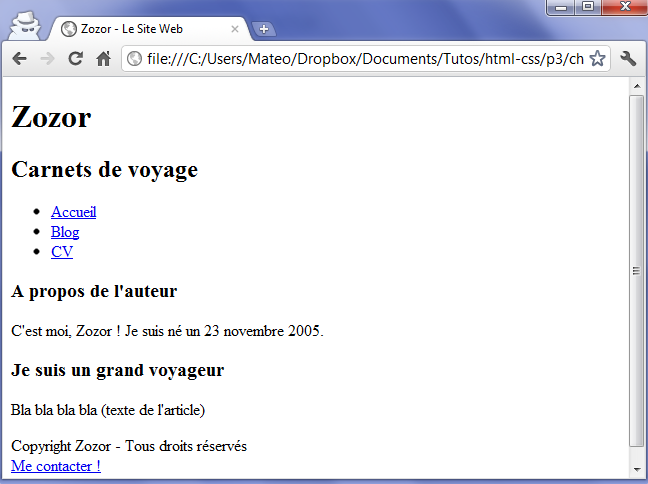 Zozor - Le Site Web
file:///C:/Users/Mateo/Dropbox/Documents/Tutos/html-css/p3/ch
Zozor
Carnets de voyage
Accueil
Blog
CV
A propos de l'auteur
C'est moi, Zozor ! Je suis né un 23 novembre 2005.
Je suis un grand voyageur
Bla bla bla bla (texte de l'article)
Copyright Zozor - Tous droits réservés
Me contacter !